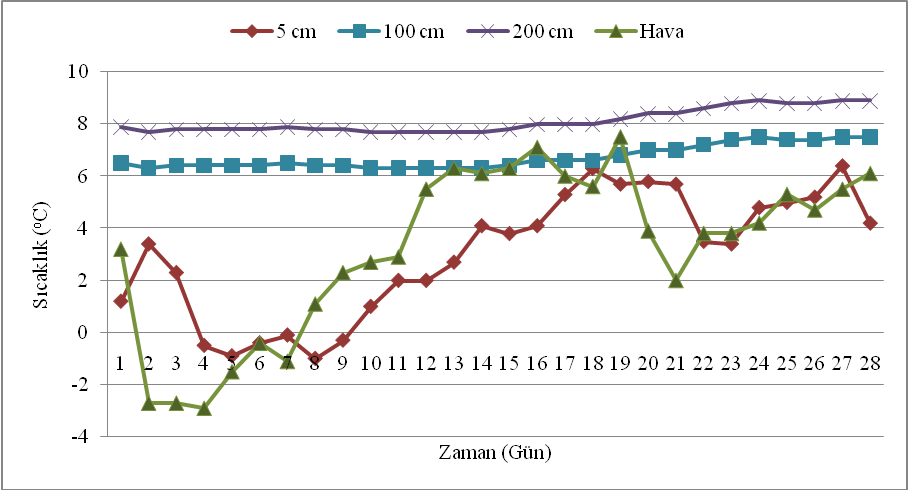 5 cm 100 cm 200 cm Hava
10
8
6
4
2
0
-2
-4
Sıcaklık (ºC)
1 2 3 4 5 6 7 8 9 10 11 12 13 14 15 16 17 18 19 20 21 22 23 24 25 26 27 28
Zaman (Gün)